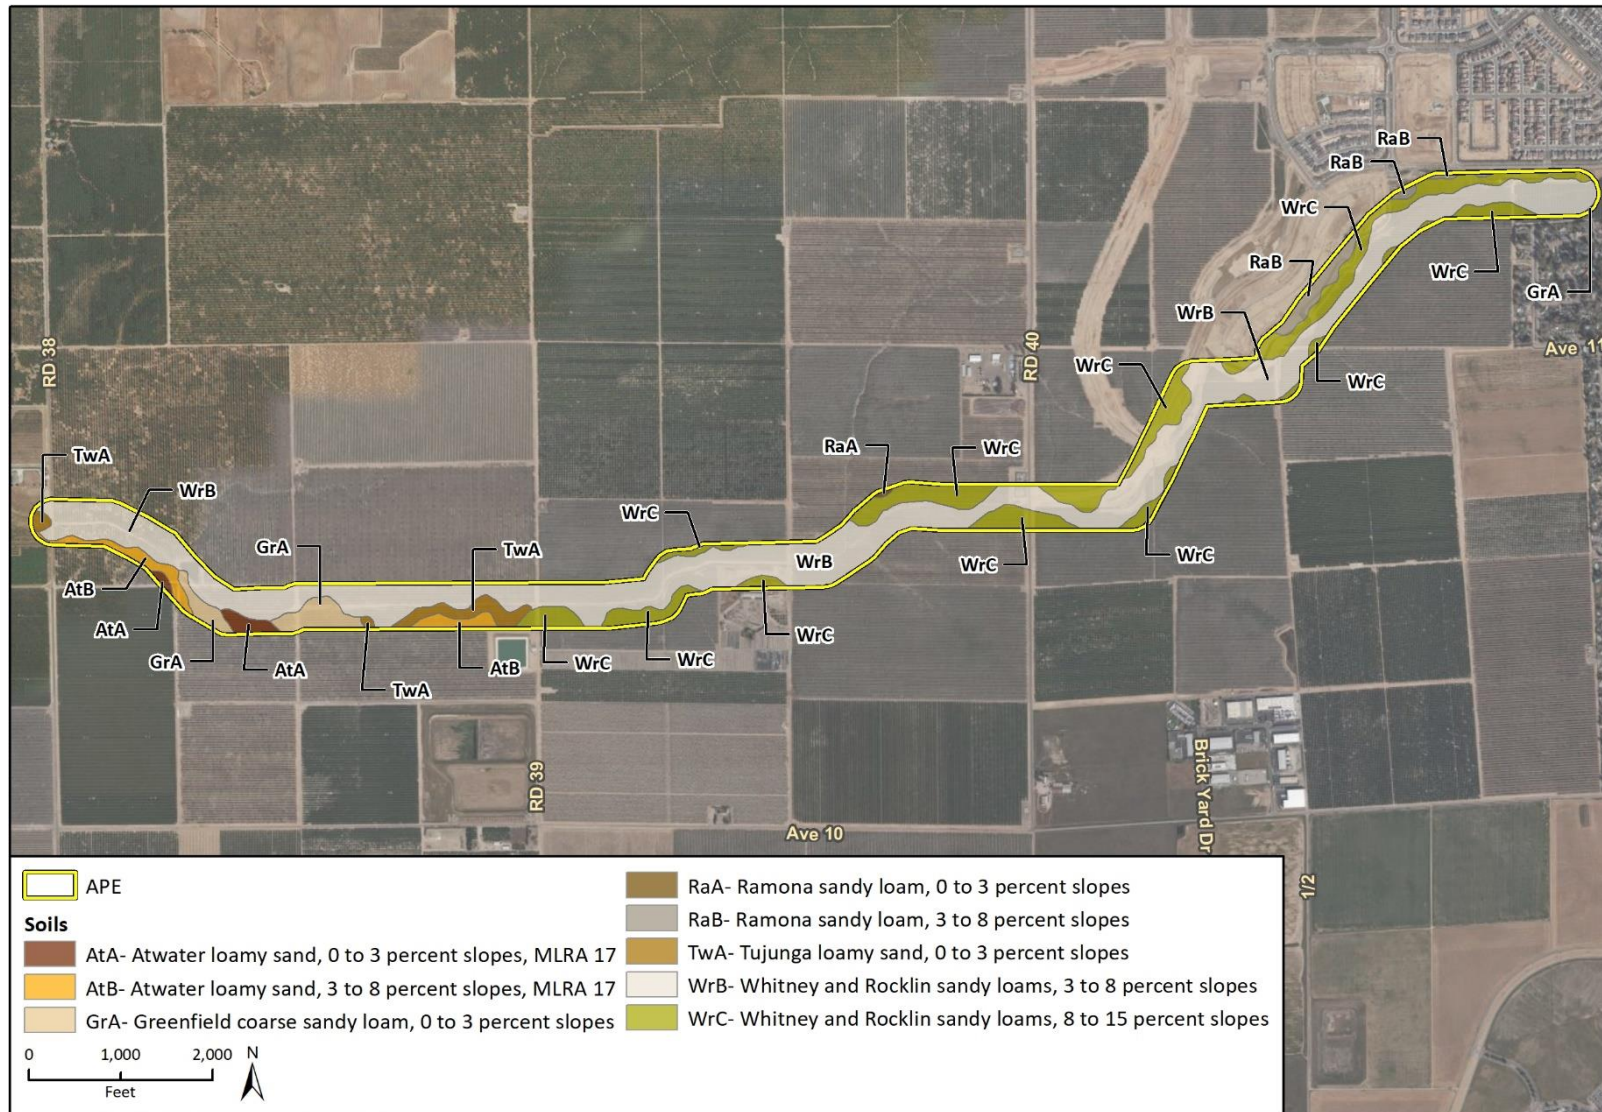 RaB
RaB
WrC
RaB
WrC
GrA
WrB
Ave 11
RD 38
RD 40
WrC
WrC
RaA
WrC
TwA
WrB
WrC
GrA
TwA
WrB
WrC
WrC
AtB
AtA
WrC
GrA
AtA
TwA
AtB
WrC
WrC
RD 39
Brick Yard Dr
Ave 10
1/2
APE
Soils
AtA- Atwater loamy sand, 0 to 3 percent slopes, MLRA 17
AtB- Atwater loamy sand, 3 to 8 percent slopes, MLRA 17
GrA- Greenfield coarse sandy loam, 0 to 3 percent slopes
RaA- Ramona sandy loam, 0 to 3 percent slopes
RaB- Ramona sandy loam, 3 to 8 percent slopes
TwA- Tujunga loamy sand, 0 to 3 percent slopes
WrB- Whitney and Rocklin sandy loams, 3 to 8 percent slopes
WrC- Whitney and Rocklin sandy loams, 8 to 15 percent slopes
0 1,000 2,000
Feet
N